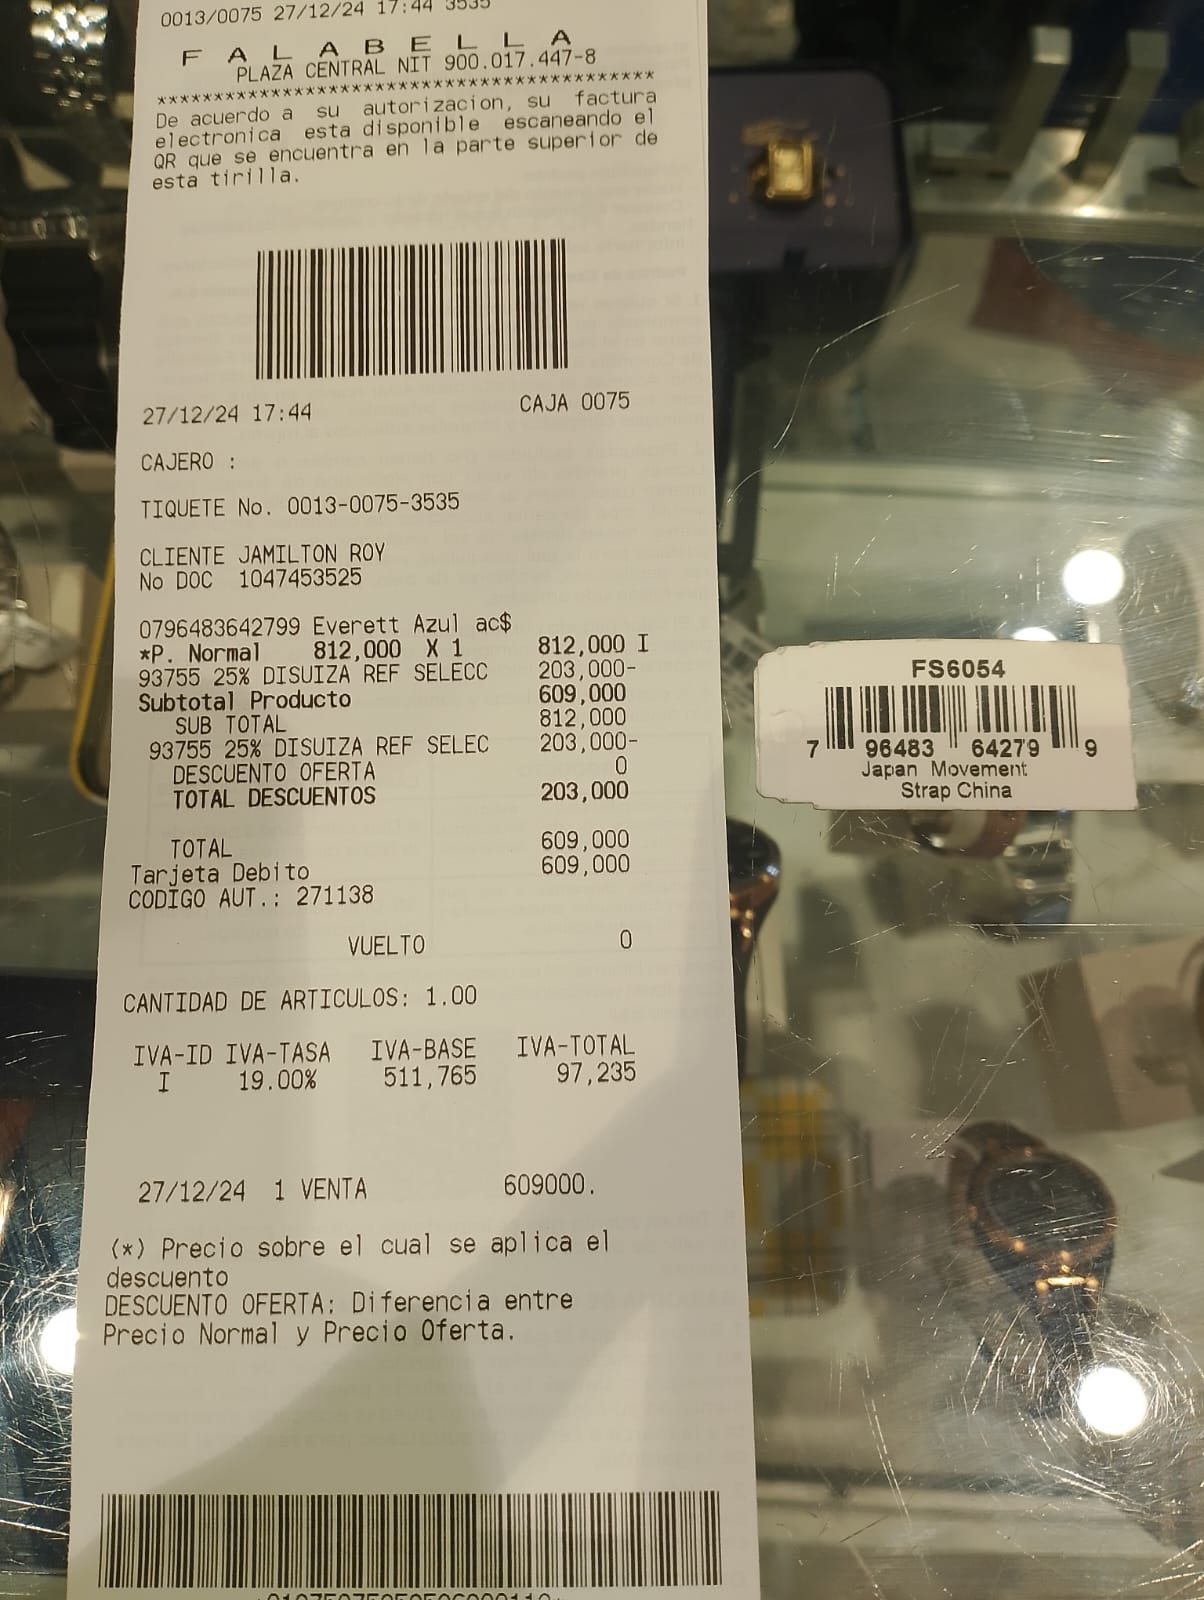 0013/0075 27/12/24 17:44 3535
F A L A B E L L A
PLAZA CENTRAL NIT 900.017.447-8
********************************************
De acuerdo a su autorizacion, su factura
electronica esta disponible escaneando el
QR que se encuentra en la parte superior de
esta tirilla.
27/12/24 17:44 CAJA 0075
CAJERO :
TIQUETE No. 0013-0075-3535
CLIENTE JAMILTON ROY
No DOC 1047453525
0796483642799 Everett Azul ac$
*P. Normal 812,000 X 1 812,000 I
93755 25% DISUIZA REF SELECC 203,000-
Subtotal Producto 609,000
SUB TOTAL 812,000
93755 25% DISUIZA REF SELEC 203,000-
DESCUENTO OFERTA 0
TOTAL DESCUENTOS 203,000
TOTAL 609,000
Tarjeta Debito 609,000
CODIGO AUT.: 271138
VUELTO 0
CANTIDAD DE ARTICULOS: 1.00
IVA-ID IVA-TASA IVA-BASE IVA-TOTAL
I 19.00% 511,765 97,235
27/12/24 1 VENTA 609000.
(*) Precio sobre el cual se aplica el
descuento
DESCUENTO OFERTA: Diferencia entre
Precio Normal y Precio Oferta.
FS6054
7 96483 64279 9
Japan Movement
Strap China